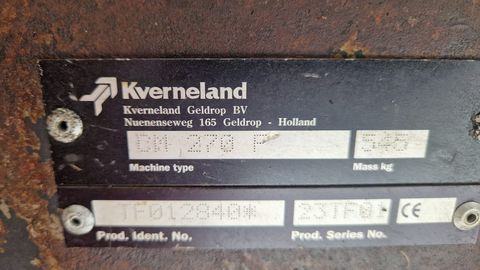 Kverneland
Kverneland Geldrop BV
Nuenenseweg 165 Geldrop - Holland
270 P 545
Machine type Mass kg
TF012840* 23TF01 CE
Prod. Ident. No. Prod. Series No.